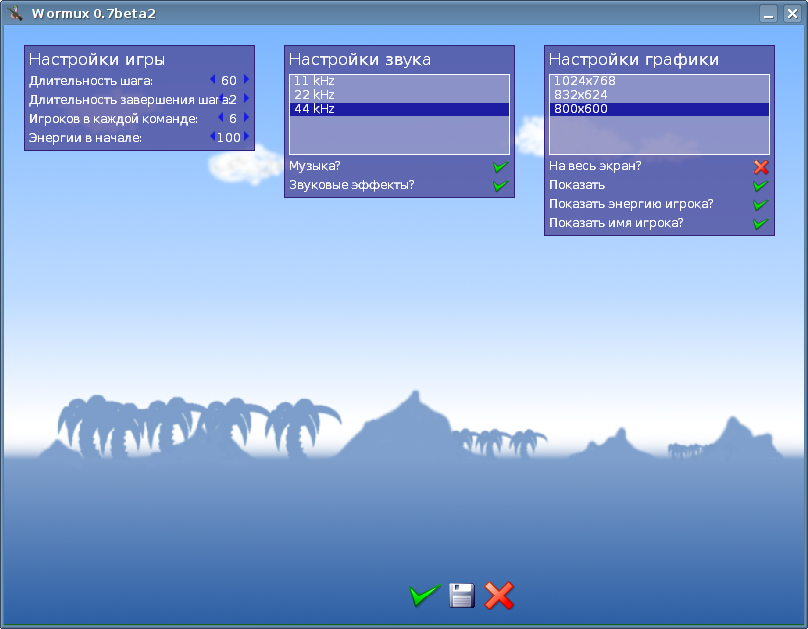 Wormux 0.7beta2
Настройки игры
Длительность шага: 60
Длительность завершения шага2
Игроков в каждой команде: 6
Энергии в начале: 100
Настройки звука
11 kHz
22 kHz
44 kHz
Музыка?
Звуковые эффекты?
Настройки графики
1024x768
832x624
800x600
На весь экран?
Показать
Показать энергию игрока?
Показать имя игрока?